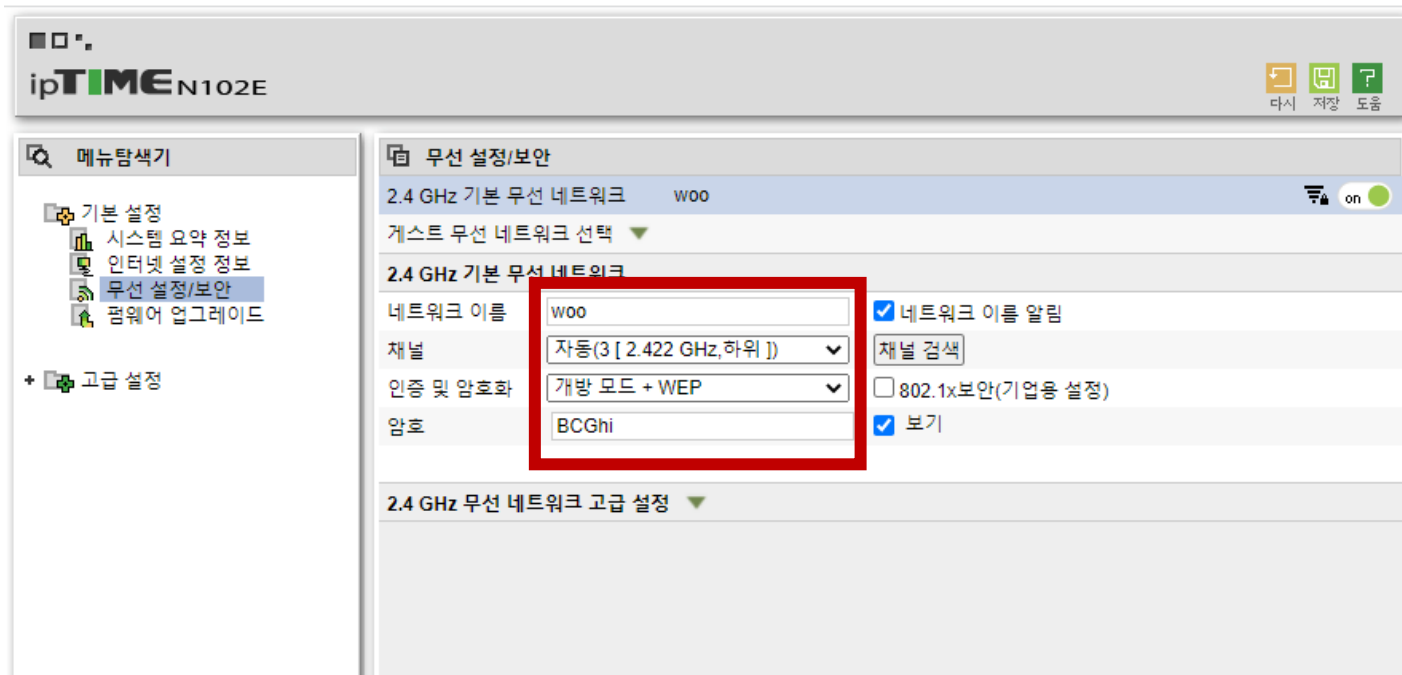 ipTIME N102E
다시 저장 도움
메뉴탐색기
기본 설정
시스템 요약 정보
인터넷 설정 정보
무선 설정/보안
펌웨어 업그레이드
+ 고급 설정
무선 설정/보안
2.4 GHz 기본 무선 네트워크 woo
on
게스트 무선 네트워크 선택
2.4 GHz 기본 무선 네트워크
네트워크 이름 woo 네트워크 이름 알림
채널 자동(3 [ 2.422 GHz,하위 ]) 채널 검색
인증 및 암호화 개방 모드 + WEP 802.1x보안(기업용 설정)
암호 BCGhi 보기
2.4 GHz 무선 네트워크 고급 설정